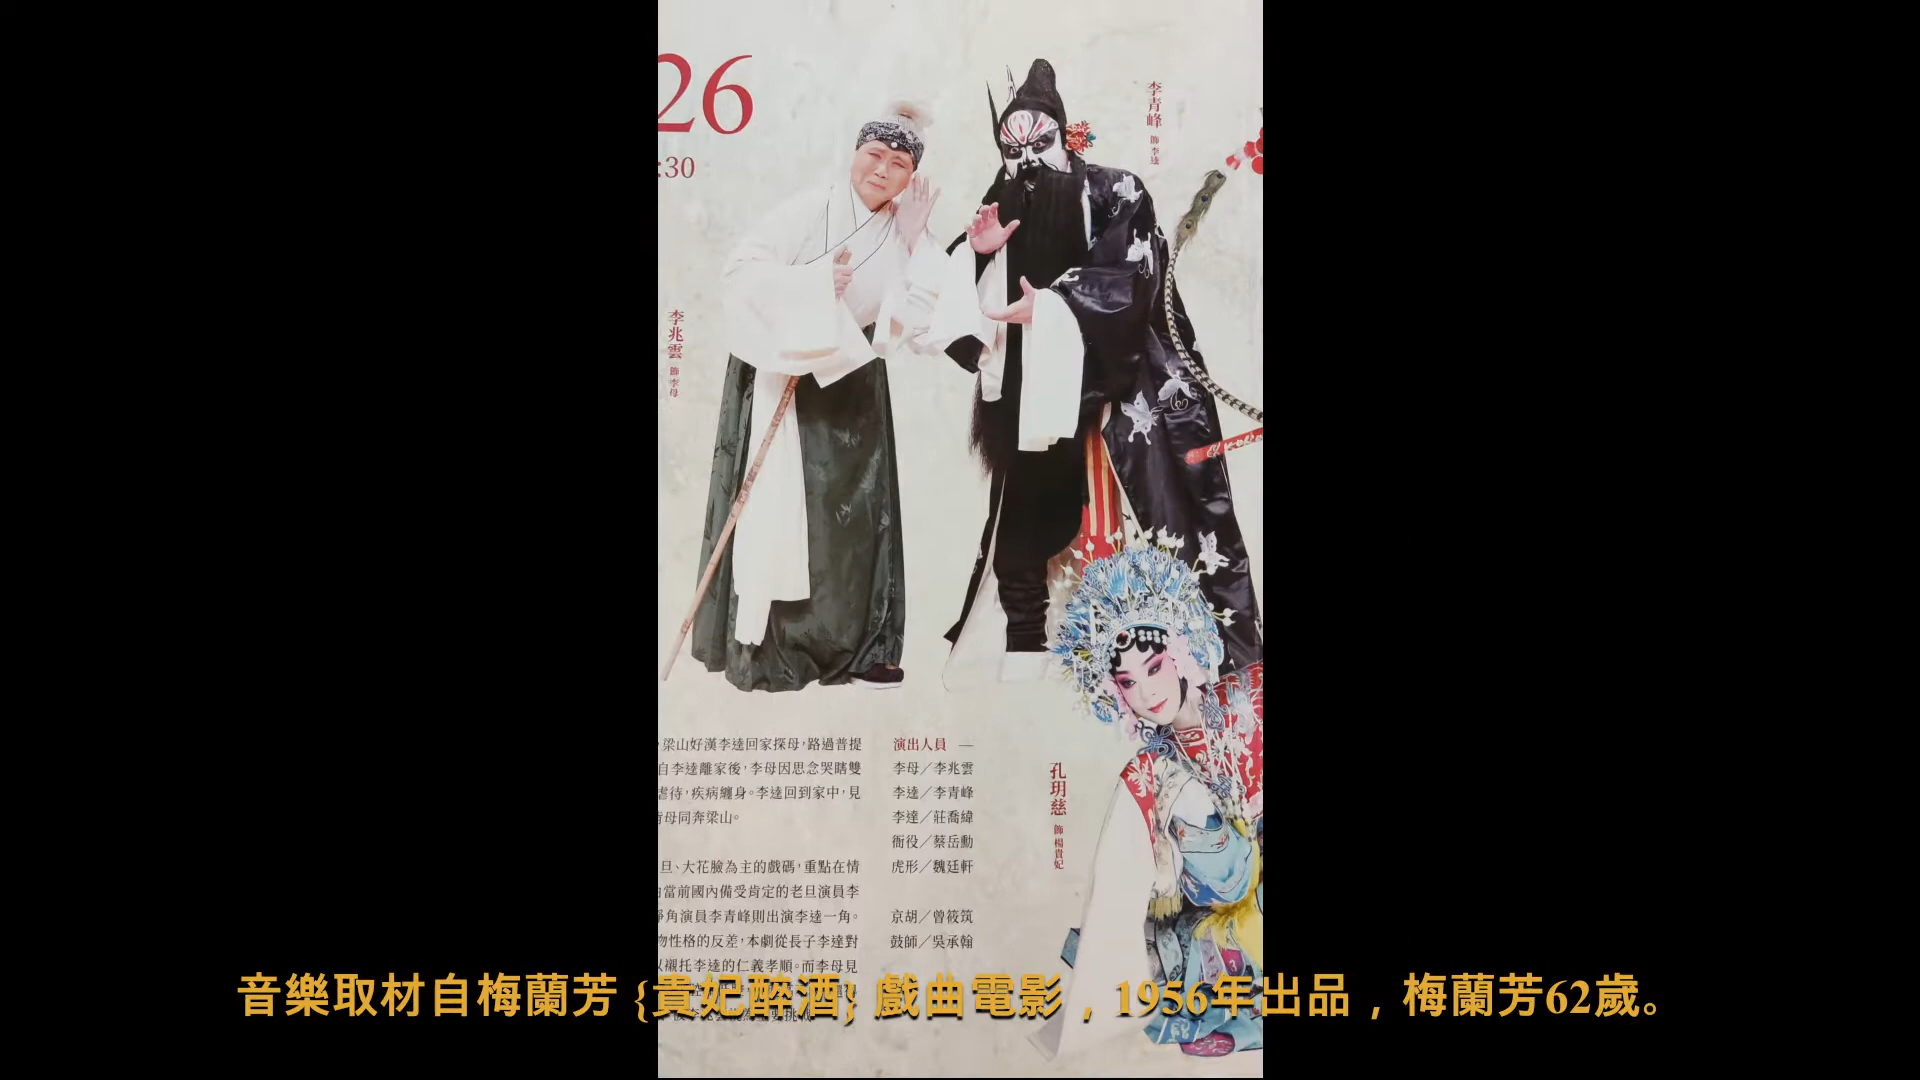 26
:30
李青峰 飾 李逵
李兆雲 飾 李母
梁山好漢李逵回家探母，路過普提
自李逵離家後，李母因思念哭瞎雙
待，疾病纏身。李逵回到家中，見
母同奔梁山。
旦、大花臉為主的戲碼，重點在情
當前國內備受肯定的老旦演員李
角演員李青峰則出演李逵一角。
物性格的反差，本劇從長子李達對
以襯托李逵的仁義孝順。而李母見
演出人員 —
李母／李兆雲
李逵／李青峰
李達／莊喬緯
衙役／蔡岳勳
虎形／魏廷軒
京胡／曾筱筑
鼓師／吳承翰
孔玥慈 飾 楊貴妃
音樂取材自梅蘭芳 {貴妃醉酒} 戲曲電影，1956年出品，梅蘭芳62歲。